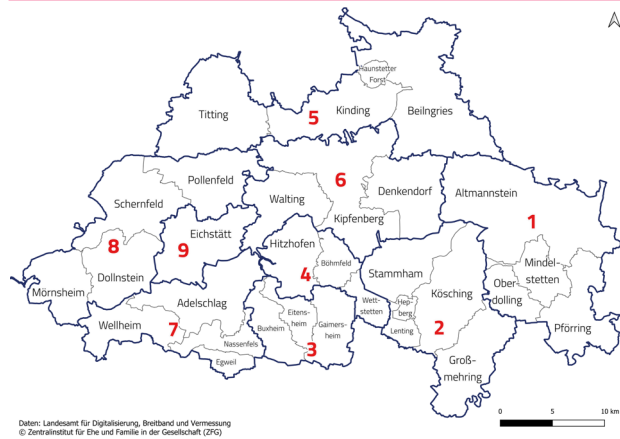 Haunstetter
Forst
Titting
Kinding
5
Beilngries
Pollenfeld
6
Denkendorf
Altmannstein
Schernfeld
Walting
Kipfenberg
1
Eichstätt
8
9
Hitzhofen
Dollnstein
4
Böhmfeld
Stammham
Mindel-
stetten
Ober-
dolling
Mörnsheim
Adelschlag
Wett-
stetten
Hep-
berg
Kösching
Wellheim
7
Buxheim
Eitens-
heim
Gaimers-
heim
Lenting
2
Pförring
Nassenfels
3
Egweil
Groß-
mehring
0
5
10 km
Daten: Landesamt für Digitalisierung, Breitband und Vermessung
© Zentralinstitut für Ehe und Familie in der Gesellschaft (ZFG)